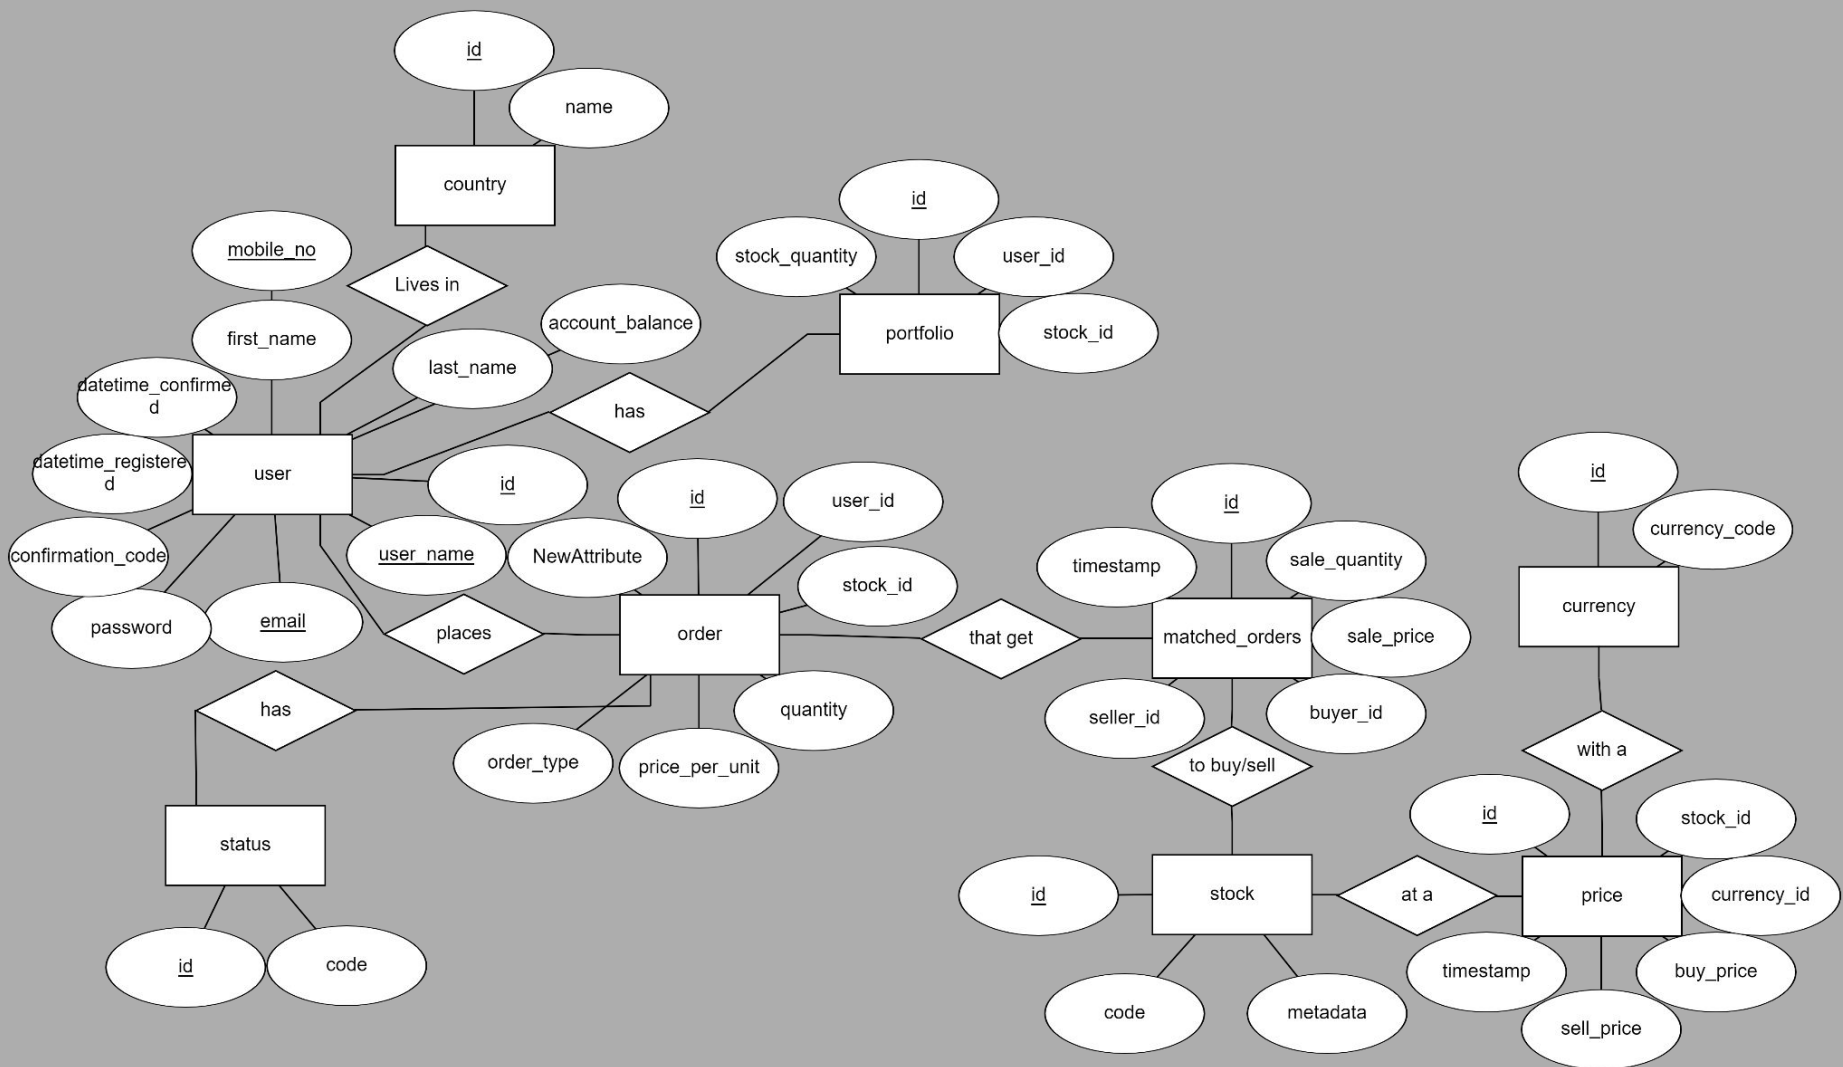 id
name
country
mobile_no
Lives in
id
stock_quantity
user_id
first_name
account_balance
portfolio
stock_id
last_name
datetime_confirme
d
has
datetime_registere
d
user
id
id
user_id
id
id
currency_code
confirmation_code
user_name
NewAttribute
stock_id
timestamp
sale_quantity
password
email
places
order
that get
matched_orders
sale_price
currency
has
quantity
seller_id
buyer_id
order_type
price_per_unit
to buy/sell
with a
id
stock_id
status
id
stock
at a
price
currency_id
id
code
code
metadata
timestamp
buy_price
sell_price